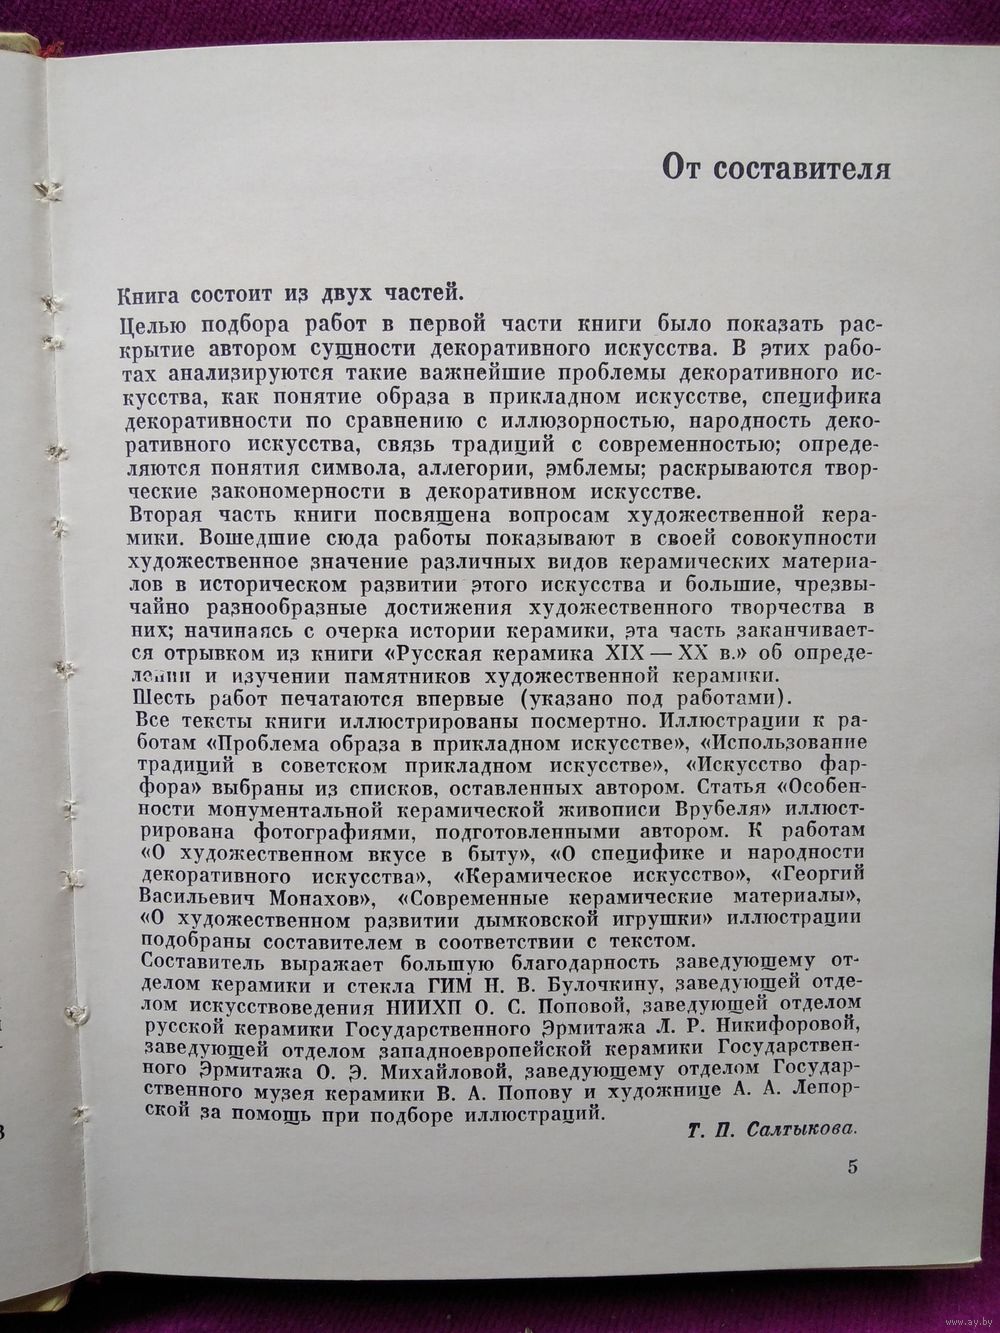 От составителя
Книга состоит из двух частей.
Целью подбора работ в первой части книги было показать рас-
крытие автором сущности декоративного искусства. В этих рабо-
тах анализируются такие важнейшие проблемы декоративного ис-
кусства, как понятие образа в прикладном искусстве, специфика
декоративности по сравнению с иллюзорностью, народность деко-
ративного искусства, связь традиций с современностью; опреде-
ляются понятия символа, аллегории, эмблемы; раскрываются твор-
ческие закономерности в декоративном искусстве.
Вторая часть книги посвящена вопросам художественной кера-
мики. Вошедшие сюда работы показывают в своей совокупности
художественное значение различных видов керамических материа-
лов в историческом развитии этого искусства и большие, чрезвы-
чайно разнообразные достижения художественного творчества в
них; начинаясь с очерка истории керамики, эта часть заканчивает-
ся отрывком из книги «Русская керамика XIX — XX в.» об опреде-
лении и изучении памятников художественной керамики.
Шесть работ печатаются впервые (указано под работами).
Все тексты книги иллюстрированы посмертно. Иллюстрации к ра-
ботам «Проблема образа в прикладном искусстве», «Использование
традиций в советском прикладном искусстве», «Искусство фар-
фора» выбраны из списков, оставленных автором. Статья «Особен-
ности монументальной керамической живописи Врубеля» иллюст-
рирована фотографиями, подготовленными автором. К работам
«О художественном вкусе в быту», «О специфике и народности
декоративного искусства», «Керамическое искусство», «Георгий
Васильевич Монахов», «Современные керамические материалы»,
«О художественном развитии дымковской игрушки» иллюстрации
подобраны составителем в соответствии с текстом.
Составитель выражает большую благодарность заведующему от-
делом керамики и стекла ГИМ Н. В. Булочкину, заведующей отде-
лом искусствоведения НИИХП О. С. Поповой, заведующей отделом
русской керамики Государственного Эрмитажа Л. Р. Никифоровой,
заведующей отделом западноевропейской керамики Государствен-
ного Эрмитажа О. Э. Михайловой, заведующему отделом Государ-
ственного музея керамики В. А. Попову и художнице А. А. Лепор-
ской за помощь при подборе иллюстраций.
Т. П. Салтыкова.
5
www.ay.by